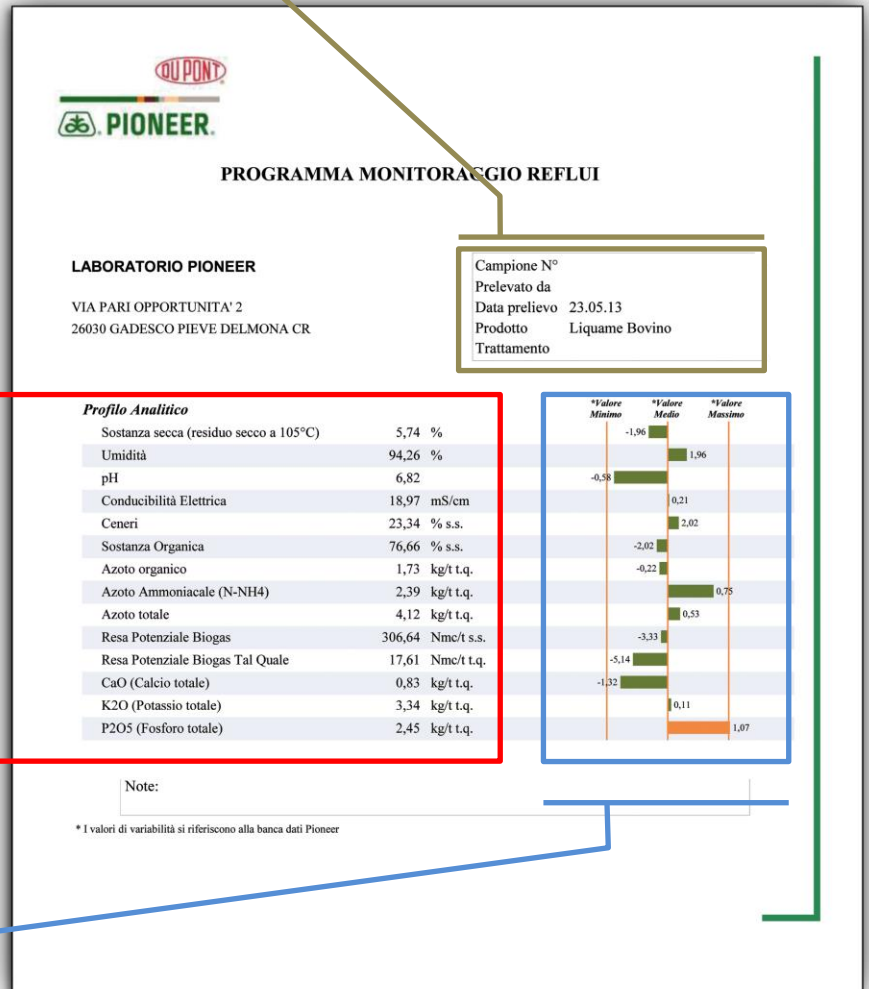 DU PONT
PIONEER.
PROGRAMMA MONITORAGGIO REFLUI
LABORATORIO PIONEER
VIA PARI OPPORTUNITA' 2
26030 GADESCO PIEVE DELMONA CR
Campione N°
Prelevato da
Data prelievo 23.05.13
Prodotto Liquame Bovino
Trattamento
Profilo Analitico
*Valore Minimo *Valore Medio *Valore Massimo
Sostanza secca (residuo secco a 105°C) 5,74 % -1,96
Umidità 94,26 % 1,96
pH 6,82 -0,58
Conducibilità Elettrica 18,97 mS/cm 0,21
Ceneri 23,34 % s.s. 2,02
Sostanza Organica 76,66 % s.s. -2,02
Azoto organico 1,73 kg/t t.q. -0,22
Azoto Ammoniacale (N-NH4) 2,39 kg/t t.q. 0,75
Azoto totale 4,12 kg/t t.q. 0,53
Resa Potenziale Biogas 306,64 Nmc/t s.s. -3,33
Resa Potenziale Biogas Tal Quale 17,61 Nmc/t t.q. -5,14
CaO (Calcio totale) 0,83 kg/t t.q. -1,32
K2O (Potassio totale) 3,34 kg/t t.q. 0,11
P2O5 (Fosforo totale) 2,45 kg/t t.q. 1,07
Note:
* I valori di variabilità si riferiscono alla banca dati Pioneer